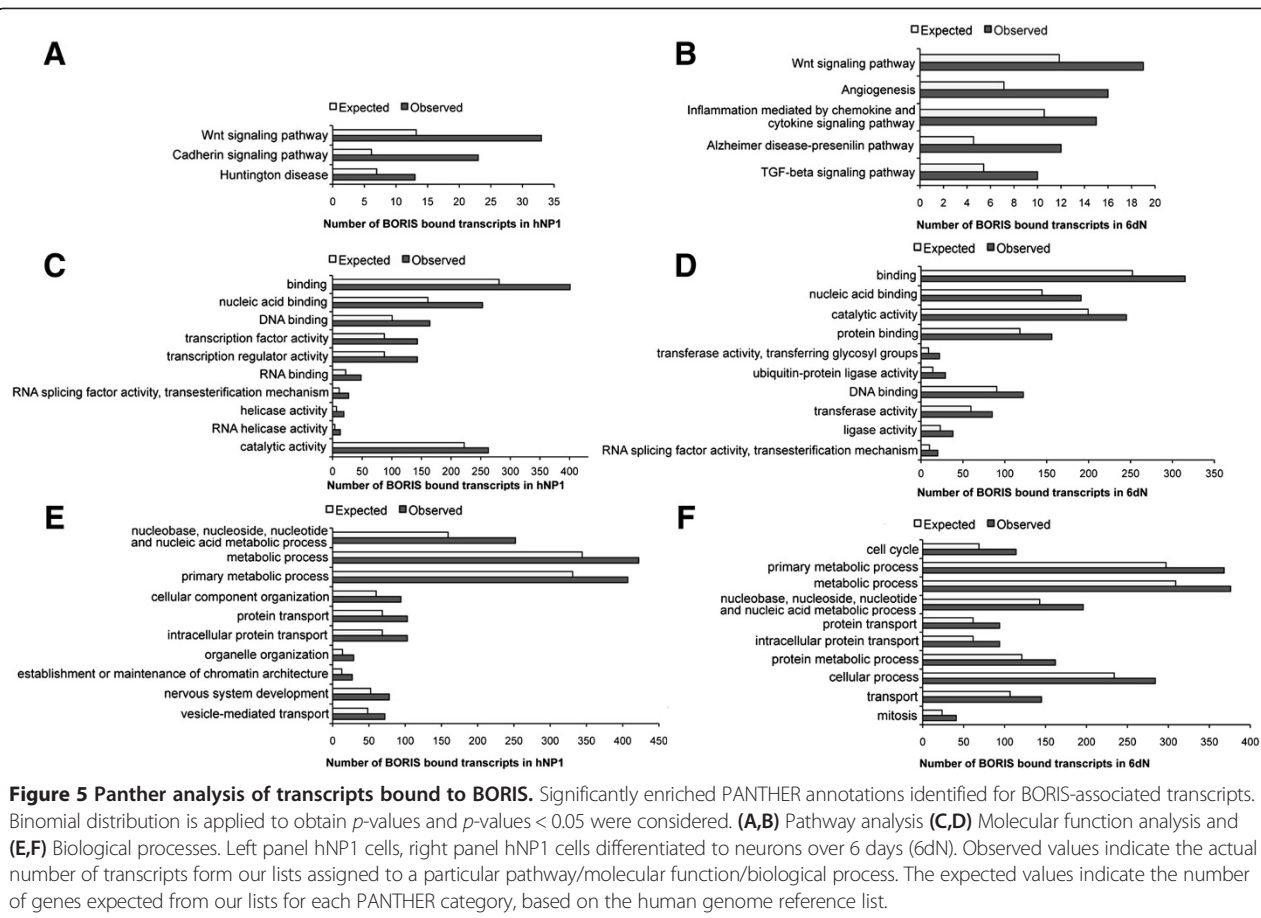 A
Expected Observed
Wnt signaling pathway
Cadherin signaling pathway
Huntington disease
0 5 10 15 20 25 30 35
Number of BORIS bound transcripts in hNP1
B
Expected Observed
Wnt signaling pathway
Angiogenesis
Inflammation mediated by chemokine and
cytokine signaling pathway
Alzheimer disease-presenilin pathway
TGF-beta signaling pathway
0 2 4 6 8 10 12 14 16 18 20
Number of BORIS bound transcripts in 6dN
C
Expected Observed
binding
nucleic acid binding
DNA binding
transcription factor activity
transcription regulator activity
RNA binding
RNA splicing factor activity, transesterification mechanism
helicase activity
RNA helicase activity
catalytic activity
0 50 100 150 200 250 300 350 400
Number of BORIS bound transcripts in hNP1
D
Expected Observed
binding
nucleic acid binding
catalytic activity
protein binding
transferase activity, transferring glycosyl groups
ubiquitin-protein ligase activity
DNA binding
transferase activity
ligase activity
RNA splicing factor activity, transesterification mechanism
0 50 100 150 200 250 300 350
Number of BORIS bound transcripts in 6dN
E
Expected Observed
nucleobase, nucleoside, nucleotide
and nucleic acid metabolic process
metabolic process
primary metabolic process
cellular component organization
protein transport
intracellular protein transport
organelle organization
establishment or maintenance of chromatin architecture
nervous system development
vesicle-mediated transport
0 50 100 150 200 250 300 350 400 450
Number of BORIS bound transcripts in hNP1
F
Expected Observed
cell cycle
primary metabolic process
metabolic process
nucleobase, nucleoside, nucleotide
and nucleic acid metabolic process
protein transport
intracellular protein transport
protein metabolic process
cellular process
transport
mitosis
0 50 100 150 200 250 300 350 400
Number of BORIS bound transcripts in 6dN
Figure 5 Panther analysis of transcripts bound to BORIS. Significantly enriched PANTHER annotations identified for BORIS-associated transcripts.
Binomial distribution is applied to obtain p-values and p-values < 0.05 were considered. (A,B) Pathway analysis (C,D) Molecular function analysis and
(E,F) Biological processes. Left panel hNP1 cells, right panel hNP1 cells differentiated to neurons over 6 days (6dN). Observed values indicate the actual
number of transcripts form our lists assigned to a particular pathway/molecular function/biological process. The expected values indicate the number
of genes expected from our lists for each PANTHER category, based on the human genome reference list.